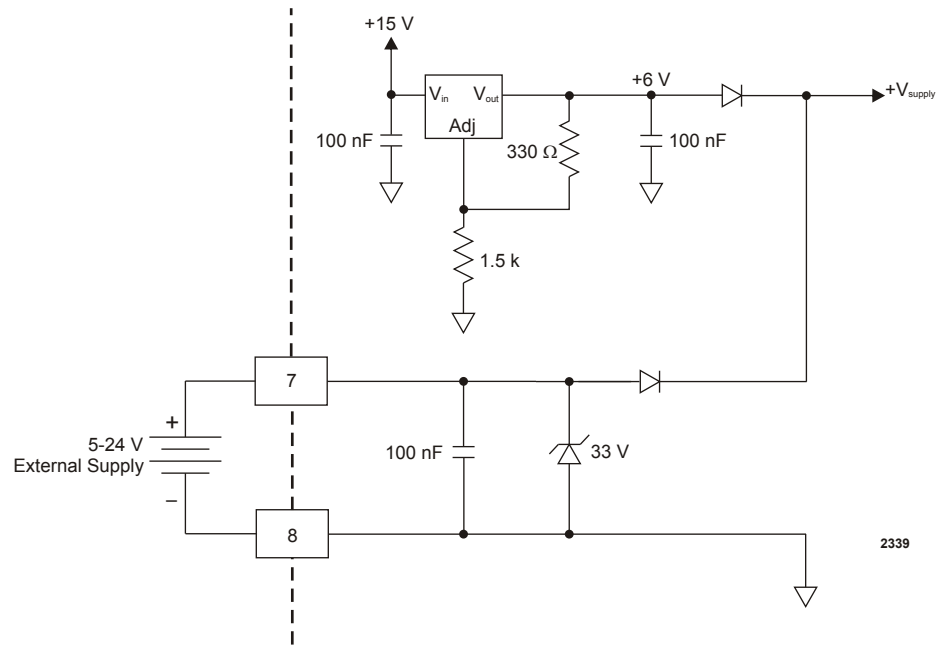 +15 V
+6 V
Vin
Vout
+Vsupply
Adj
100 nF
330 Ω
100 nF
1.5 k
7
+
5-24 V
External Supply
100 nF
33 V
–
8
2339